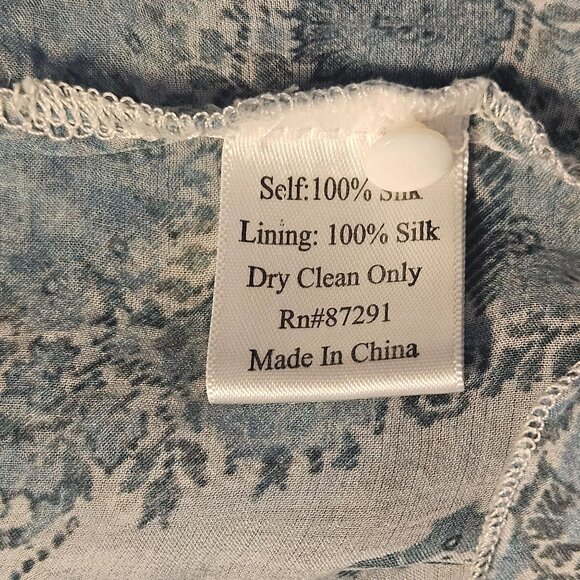 Self:100% Silk
Lining: 100% Silk
Dry Clean Only
Rn#87291
Made In China